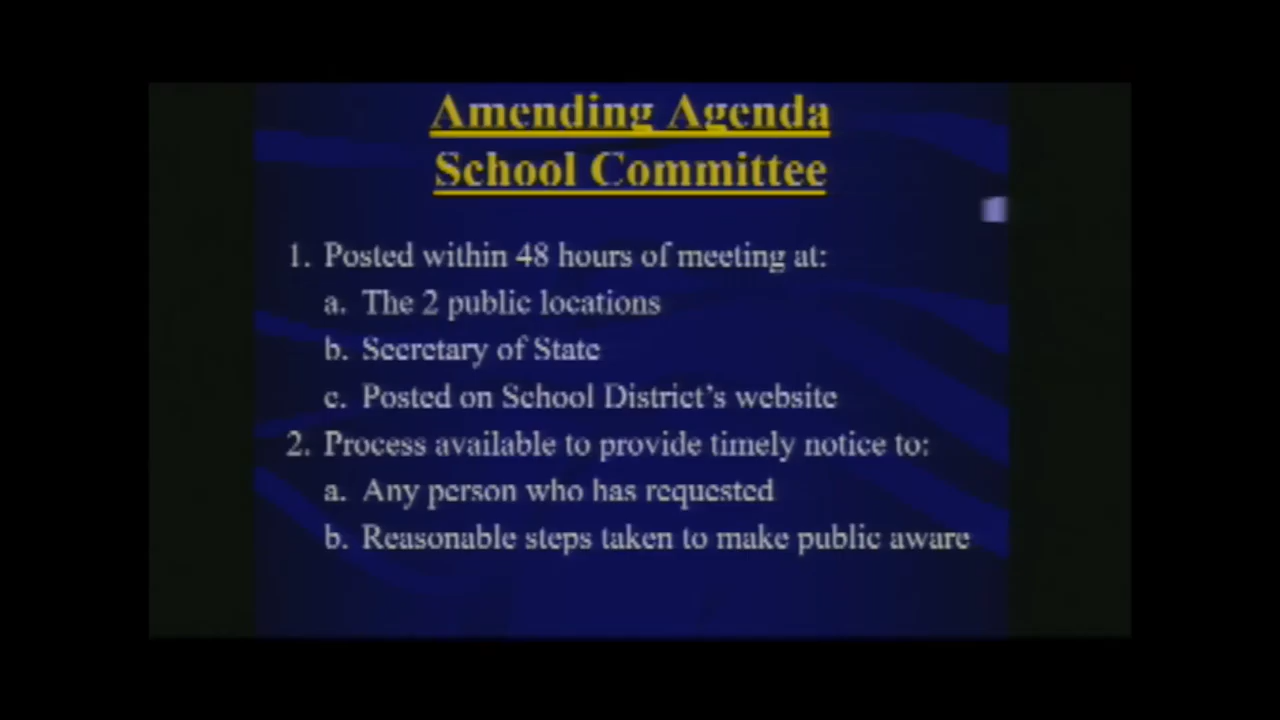 Amending Agenda
School Committee
1. Posted within 48 hours of meeting at:
a. The 2 public locations
b. Secretary of State
c. Posted on School District's website
2. Process available to provide timely notice to:
a. Any person who has requested
b. Reasonable steps taken to make public aware